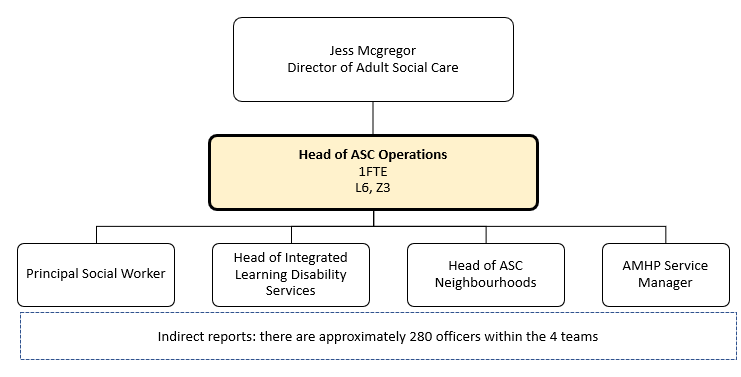 Jess Mcgregor
Director of Adult Social Care
Head of ASC Operations
1FTE
L6, Z3
Principal Social Worker
Head of Integrated
Learning Disability
Services
Head of ASC
Neighbourhoods
AMHP Service
Manager
Indirect reports: there are approximately 280 officers within the 4 teams